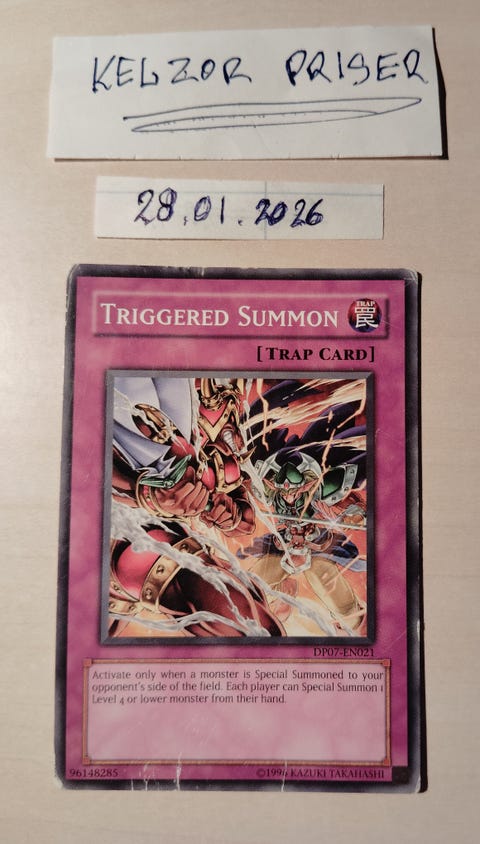 KELZOR PRISER
28.01.2026
TRIGGERED SUMMON
TRAP
罠
[TRAP CARD]
DP07-EN021
Activate only when a monster is Special Summoned to your
opponent's side of the field. Each player can Special Summon 1
Level 4 or lower monster from their hand.
96148285
©1996 KAZUKI TAKAHASHI